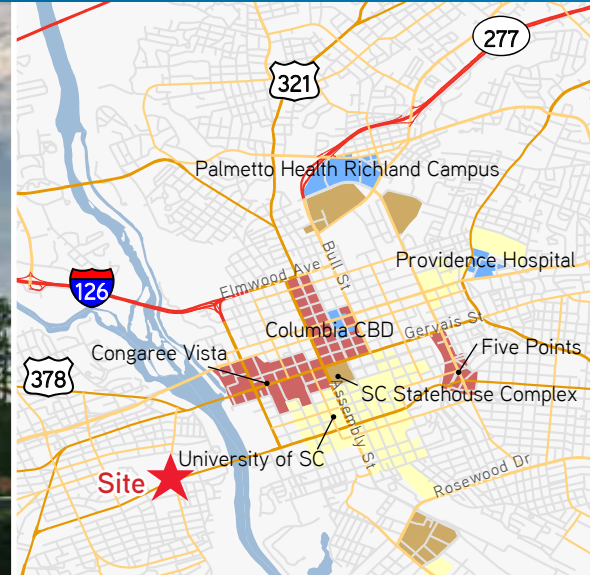 277
321
Palmetto Health Richland Campus
Bull St
Providence Hospital
Elmwood Ave
126
Columbia CBD
Gervais St
Congaree Vista
Five Points
378
SC Statehouse Complex
Assembly St
University of SC
Rosewood Dr
Site